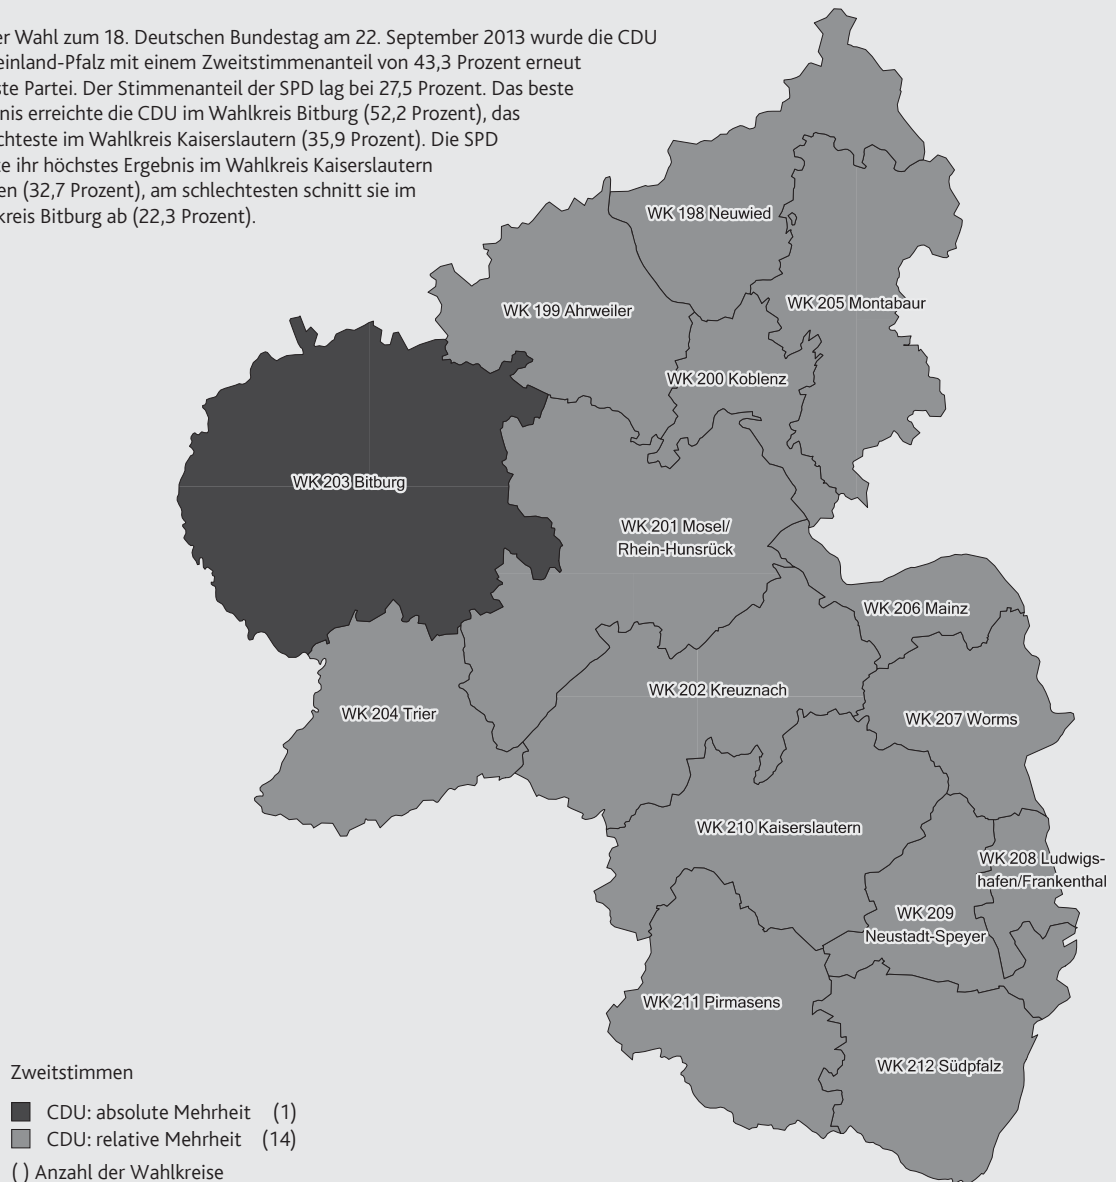 er Wahl zum 18. Deutschen Bundestag am 22. September 2013 wurde die CDU
einland-Pfalz mit einem Zweitstimmenanteil von 43,3 Prozent erneut
ste Partei. Der Stimmenanteil der SPD lag bei 27,5 Prozent. Das beste
nis erreichte die CDU im Wahlkreis Bitburg (52,2 Prozent), das
chteste im Wahlkreis Kaiserslautern (35,9 Prozent). Die SPD
e ihr höchstes Ergebnis im Wahlkreis Kaiserslautern
en (32,7 Prozent), am schlechtesten schnitt sie im
kreis Bitburg ab (22,3 Prozent).
WK 198 Neuwied
WK 199 Ahrweiler
WK 205 Montabaur
WK 200 Koblenz
WK 203 Bitburg
WK 201 Mosel/
Rhein-Hunsrück
WK 206 Mainz
WK 202 Kreuznach
WK 204 Trier
WK 207 Worms
WK 210 Kaiserslautern
WK 208 Ludwigs-
hafen/Frankenthal
WK 209
Neustadt-Speyer
WK 211 Pirmasens
WK 212 Südpfalz
Zweitstimmen
CDU: absolute Mehrheit (1)
CDU: relative Mehrheit (14)
( ) Anzahl der Wahlkreise